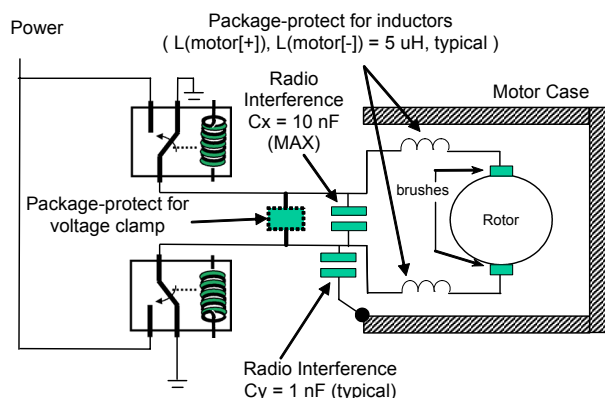 Package-protect for inductors
( L(motor[+]), L(motor[-]) = 5 uH, typical )
Power
Radio
Interference
Cx = 10 nF
(MAX)
Motor Case
Package-protect for
voltage clamp
brushes
Rotor
Radio Interference
Cy = 1 nF (typical)